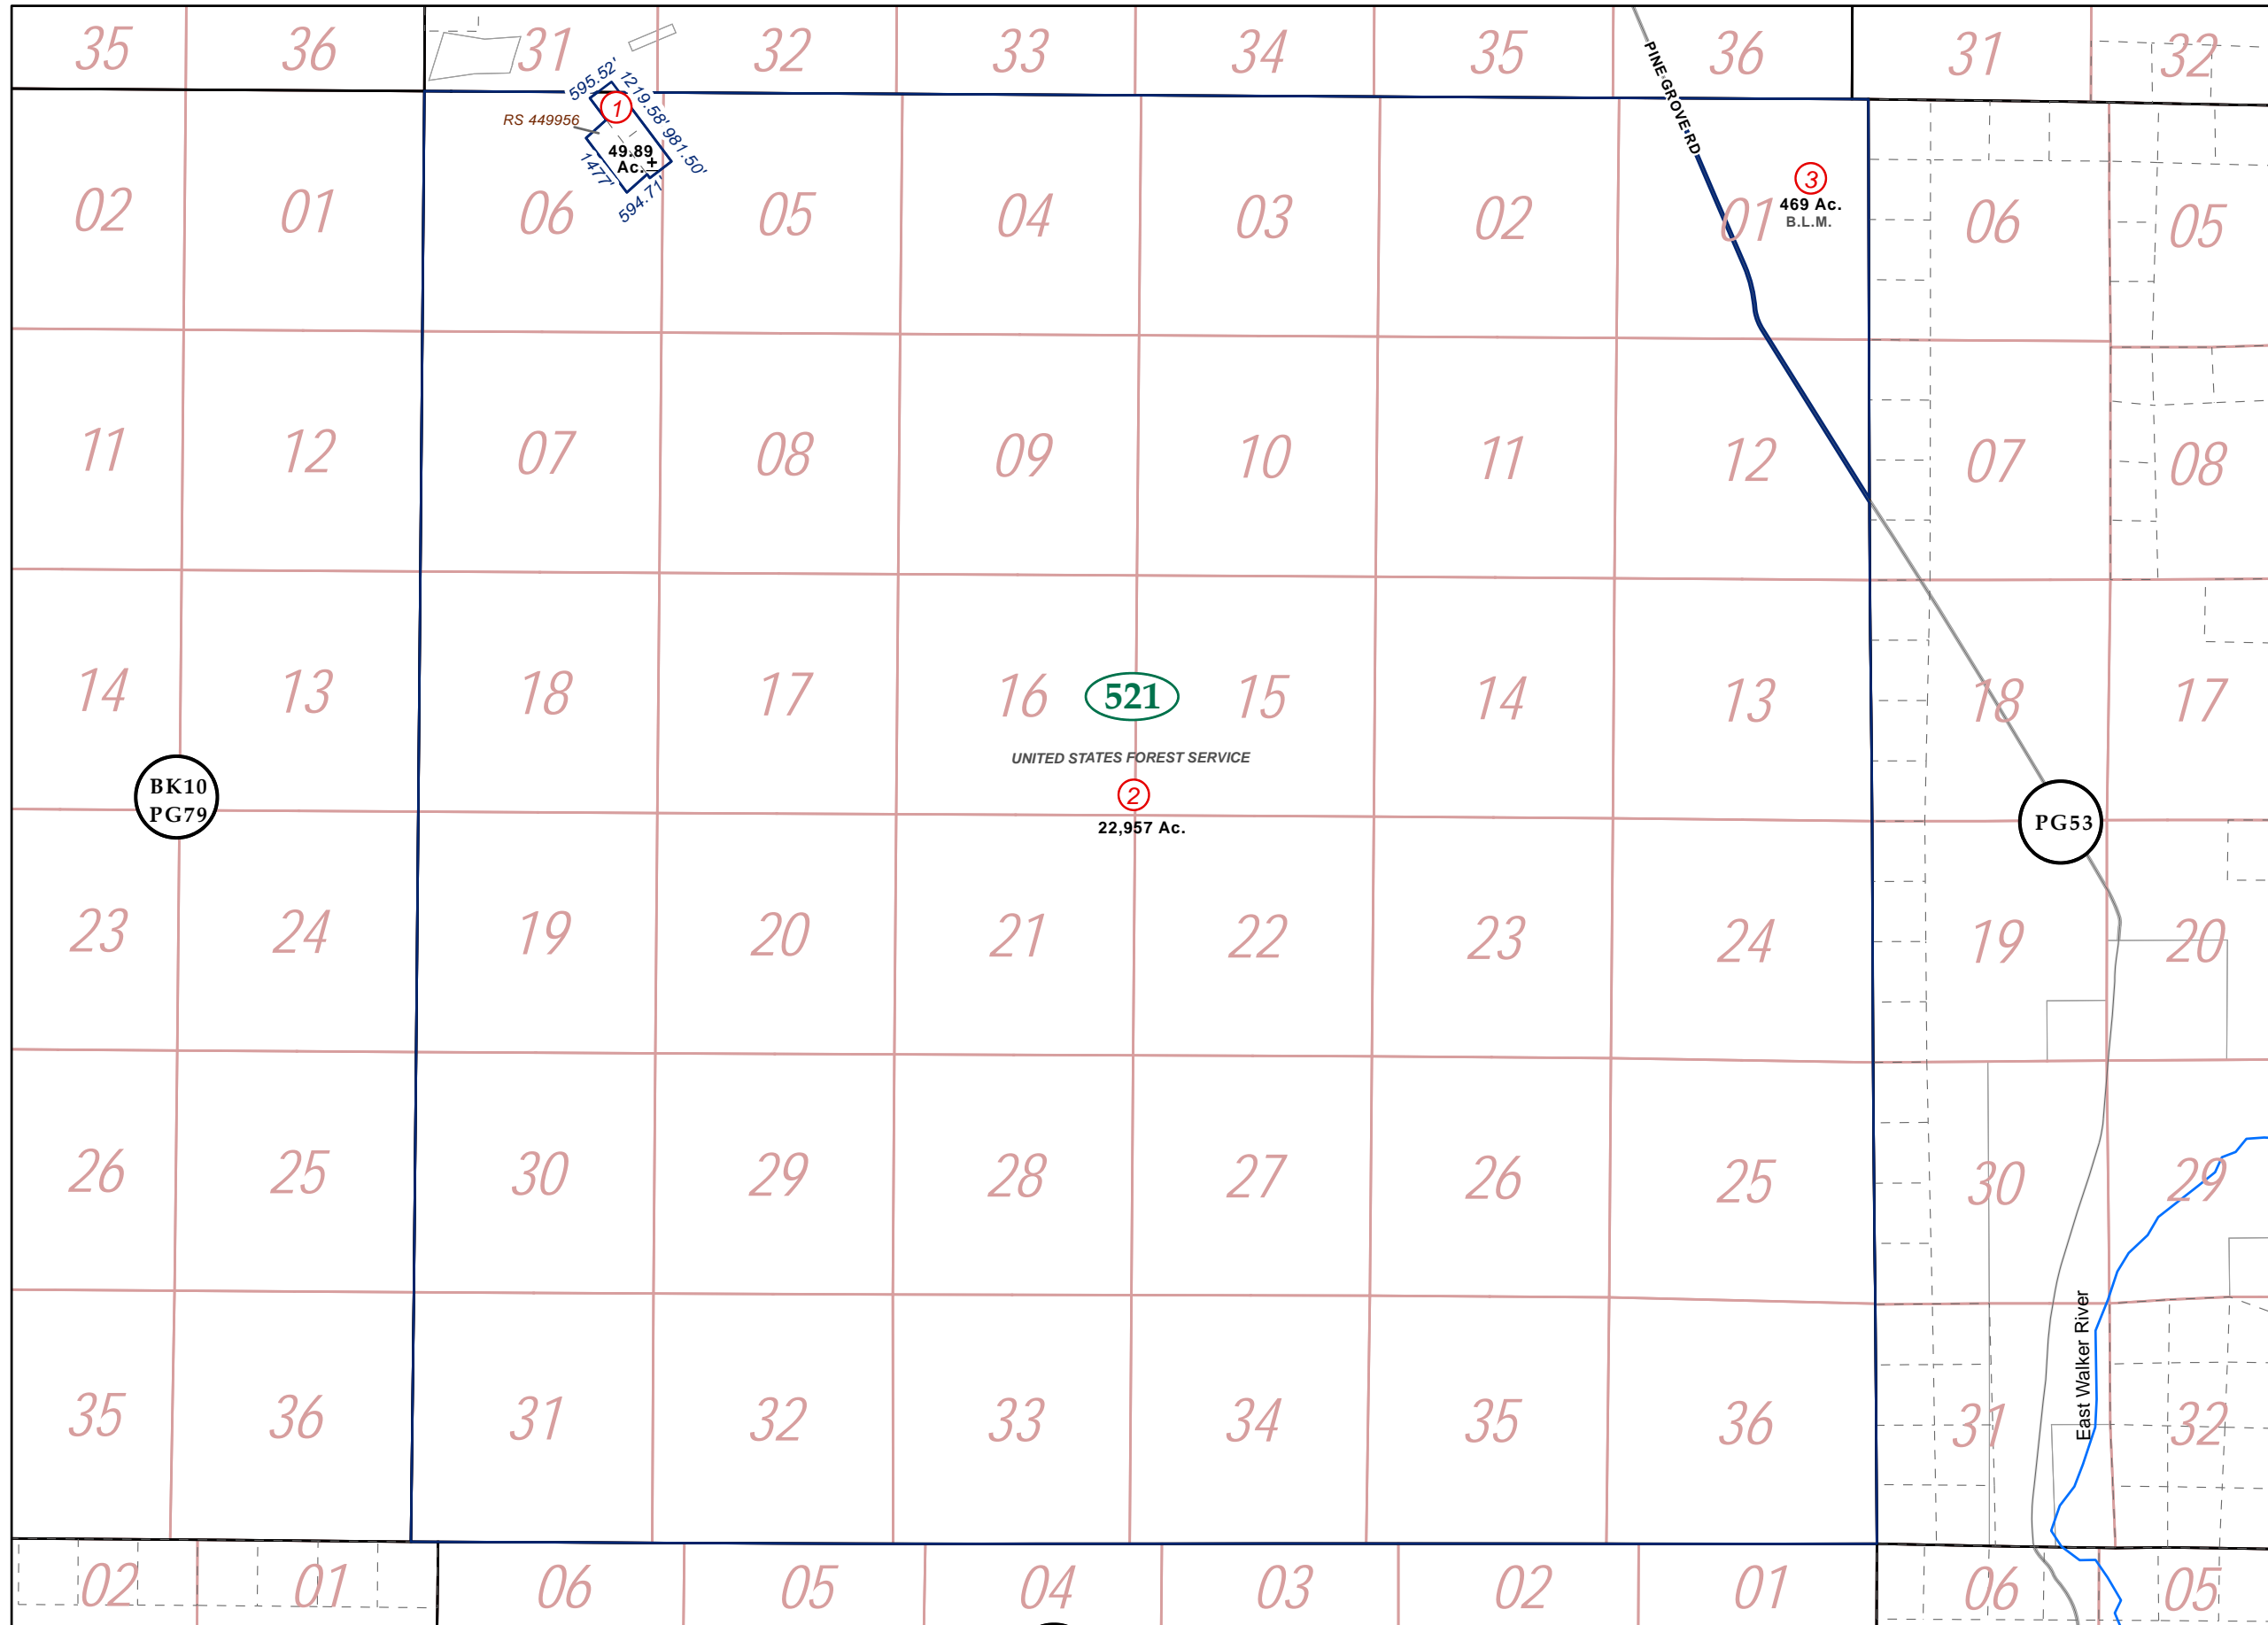 35 36 31 32 33 34 35 36 31 32
PINE GROVE RD
595.52'
1219.58'
981.50'
1
RS 449956
49.89
Ac.
1477'
594.71'
3
469 Ac.
B.L.M.
02 01 06 05 04 03 02 01 06 05
11 12 07 08 09 10 11 12 07 08
14 13 18 17 16 521 15 14 13 18 17
UNITED STATES FOREST SERVICE
BK10
PG79
2
22,957 Ac.
PG53
23 24 19 20 21 22 23 24 19 20
26 25 30 29 28 27 26 25 30 29
East Walker River
35 36 31 32 33 34 35 36 31 32
02 01 06 05 04 03 02 01 06 05